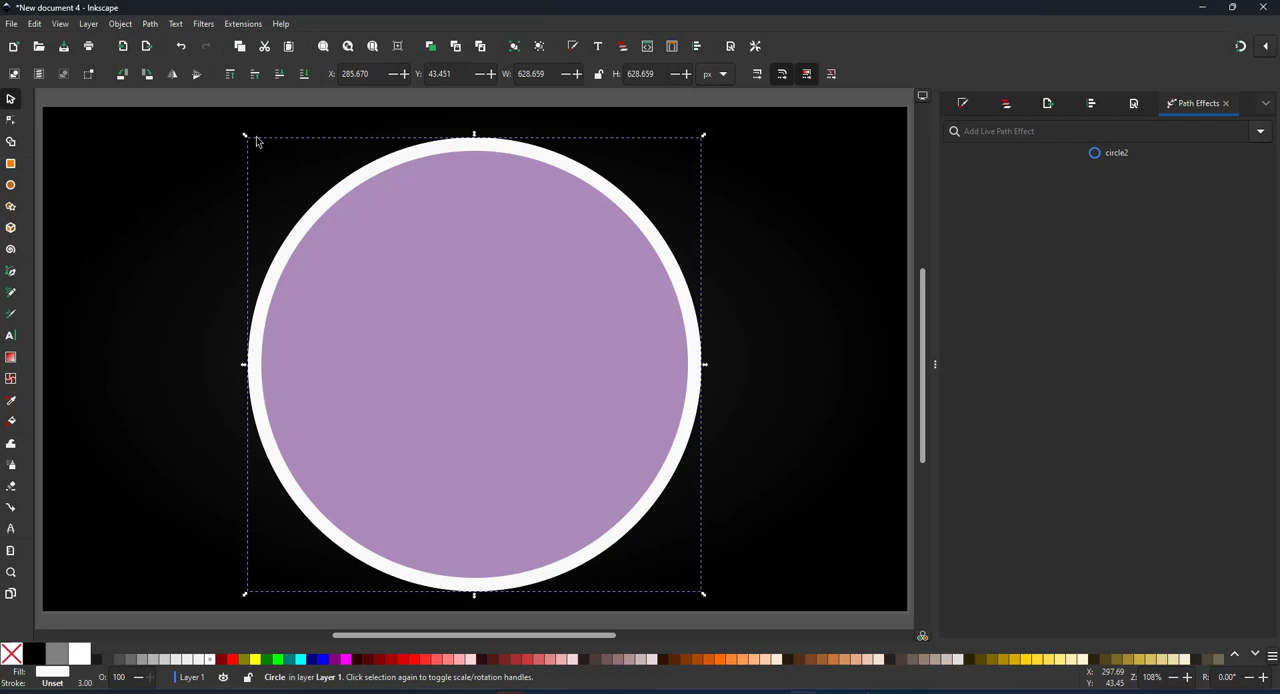 *New document 4 - Inkscape
File Edit View Layer Object Path Text Filters Extensions Help
X: 285.670 Y: 43.451 W: 628.659 H: 628.659 px
Path Effects
Add Live Path Effect
circle2
Fill:
Stroke: Unset 3.00 O: 100 Layer 1 Circle in layer Layer 1. Click selection again to toggle scale/rotation handles. X: 297.69 Y: 43.45 Z: 108% R: 0.00°